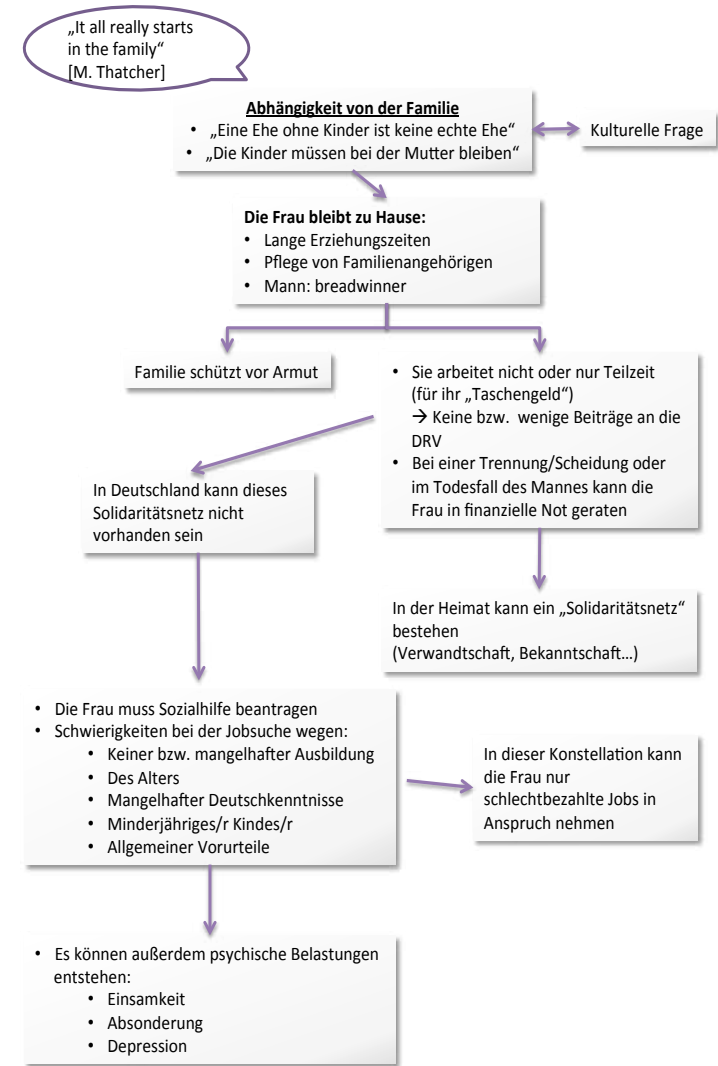 „It all really starts
in the family“
[M. Thatcher]
Abhängigkeit von der Familie
• „Eine Ehe ohne Kinder ist keine echte Ehe“
• „Die Kinder müssen bei der Mutter bleiben“
Kulturelle Frage
Die Frau bleibt zu Hause:
• Lange Erziehungszeiten
• Pflege von Familienangehörigen
• Mann: breadwinner
Familie schützt vor Armut
• Sie arbeitet nicht oder nur Teilzeit
(für ihr „Taschengeld“)
→ Keine bzw. wenige Beiträge an die
DRV
• Bei einer Trennung/Scheidung oder
im Todesfall des Mannes kann die
Frau in finanzielle Not geraten
In Deutschland kann dieses
Solidaritätsnetz nicht
vorhanden sein
In der Heimat kann ein „Solidaritätsnetz“
bestehen
(Verwandtschaft, Bekanntschaft...)
• Die Frau muss Sozialhilfe beantragen
• Schwierigkeiten bei der Jobsuche wegen:
• Keiner bzw. mangelhafter Ausbildung
• Des Alters
• Mangelhafter Deutschkenntnisse
• Minderjähriges/r Kindes/r
• Allgemeiner Vorurteile
In dieser Konstellation kann
die Frau nur
schlechtbezahlte Jobs in
Anspruch nehmen
• Es können außerdem psychische Belastungen
entstehen:
• Einsamkeit
• Absonderung
• Depression